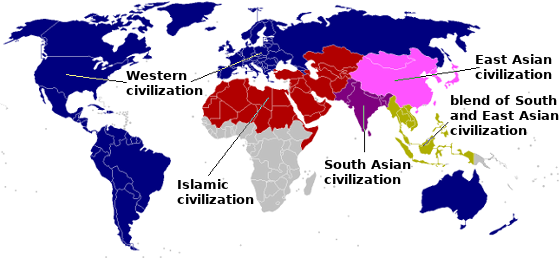 East Asian
civilization
Western
civilization
blend of South
and East Asian
civilization
South Asian
civilization
Islamic
civilization